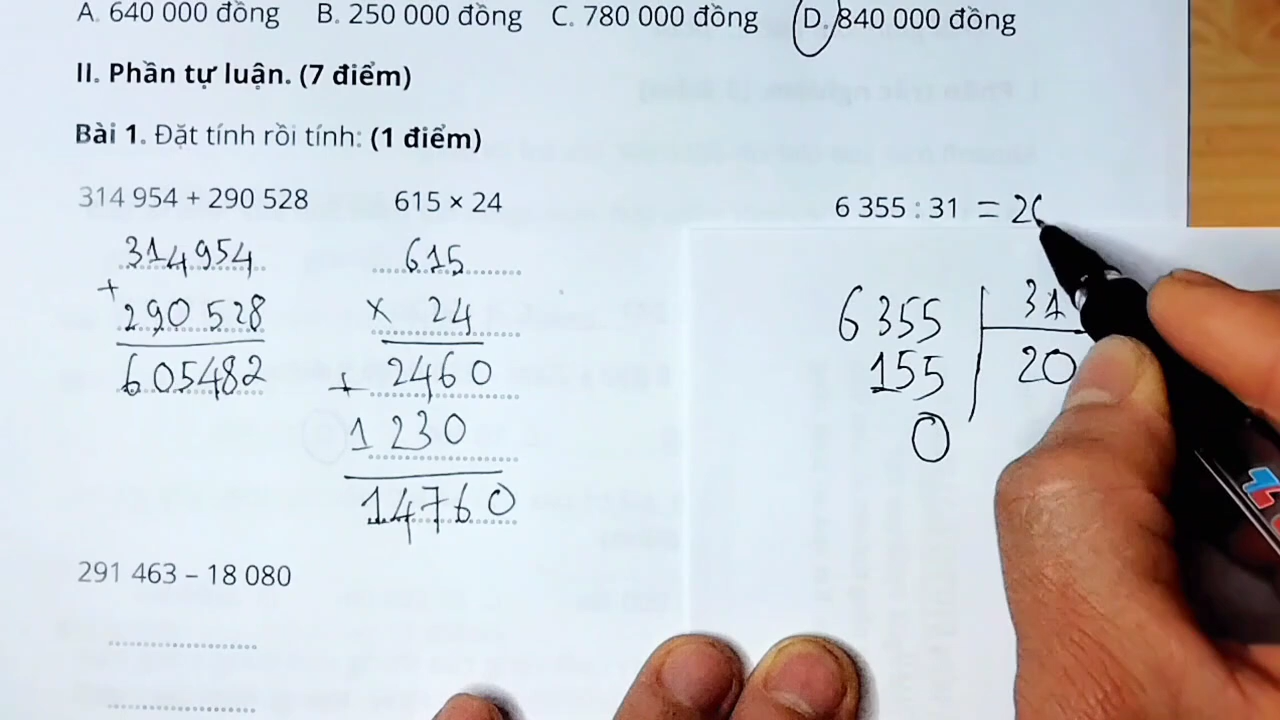 A. 640 000 đồng B. 250 000 đồng C. 780 000 đồng D. 840 000 đồng
II. Phần tự luận. (7 điểm)
Bài 1. Đặt tính rồi tính: (1 điểm)
314 954 + 290 528 615 × 24 6 355 : 31 = 20
314954
+
290528
605482
615
× 24
2460
+
1230
14760
6355 31
155 20
0
291 463 – 18 080